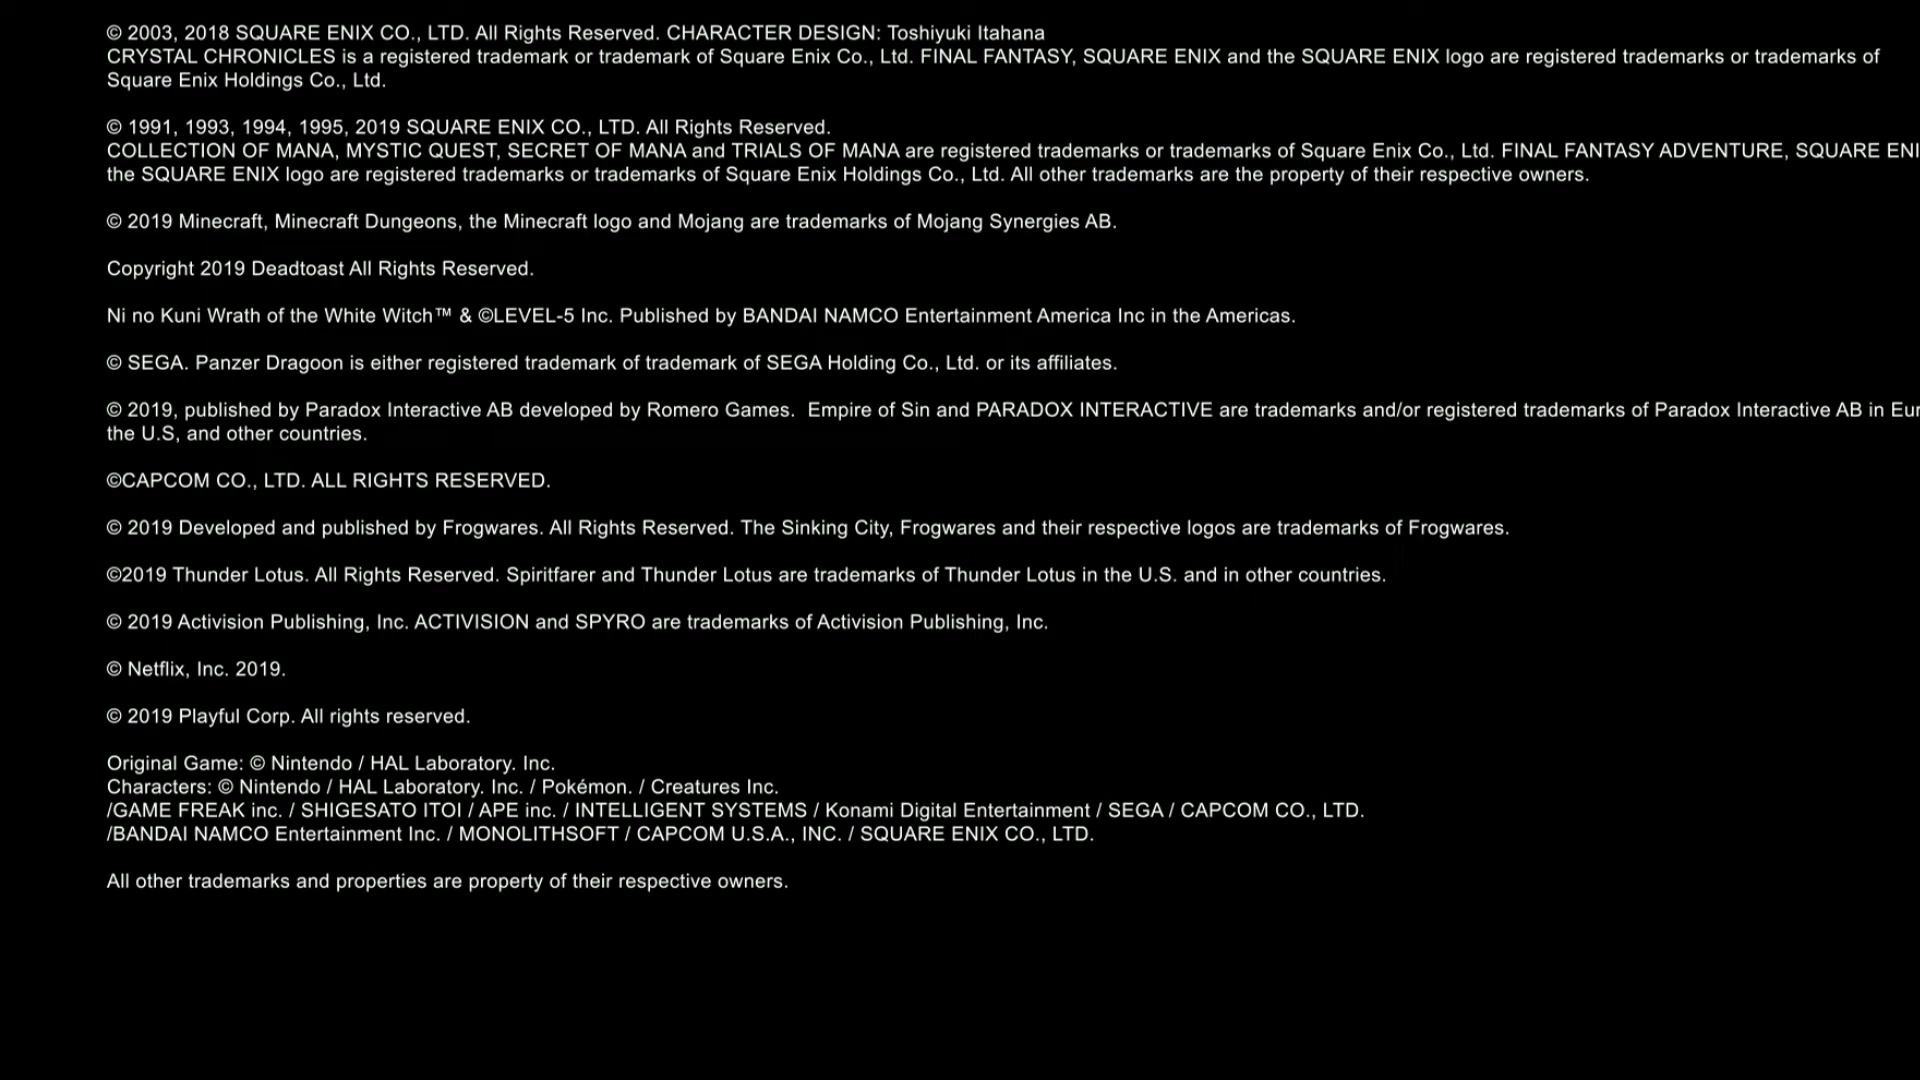 © 2003, 2018 SQUARE ENIX CO., LTD. All Rights Reserved. CHARACTER DESIGN: Toshiyuki Itahana
CRYSTAL CHRONICLES is a registered trademark or trademark of Square Enix Co., Ltd. FINAL FANTASY, SQUARE ENIX and the SQUARE ENIX logo are registered trademarks or trademarks of
Square Enix Holdings Co., Ltd.
© 1991, 1993, 1994, 1995, 2019 SQUARE ENIX CO., LTD. All Rights Reserved.
COLLECTION OF MANA, MYSTIC QUEST, SECRET OF MANA and TRIALS OF MANA are registered trademarks or trademarks of Square Enix Co., Ltd. FINAL FANTASY ADVENTURE, SQUARE ENI
the SQUARE ENIX logo are registered trademarks or trademarks of Square Enix Holdings Co., Ltd. All other trademarks are the property of their respective owners.
© 2019 Minecraft, Minecraft Dungeons, the Minecraft logo and Mojang are trademarks of Mojang Synergies AB.
Copyright 2019 Deadtoast All Rights Reserved.
Ni no Kuni Wrath of the White Witch™ & ©LEVEL-5 Inc. Published by BANDAI NAMCO Entertainment America Inc in the Americas.
© SEGA. Panzer Dragoon is either registered trademark of trademark of SEGA Holding Co., Ltd. or its affiliates.
© 2019, published by Paradox Interactive AB developed by Romero Games. Empire of Sin and PARADOX INTERACTIVE are trademarks and/or registered trademarks of Paradox Interactive AB in Eur
the U.S, and other countries.
©CAPCOM CO., LTD. ALL RIGHTS RESERVED.
© 2019 Developed and published by Frogwares. All Rights Reserved. The Sinking City, Frogwares and their respective logos are trademarks of Frogwares.
©2019 Thunder Lotus. All Rights Reserved. Spiritfarer and Thunder Lotus are trademarks of Thunder Lotus in the U.S. and in other countries.
© 2019 Activision Publishing, Inc. ACTIVISION and SPYRO are trademarks of Activision Publishing, Inc.
© Netflix, Inc. 2019.
© 2019 Playful Corp. All rights reserved.
Original Game: © Nintendo / HAL Laboratory. Inc.
Characters: © Nintendo / HAL Laboratory. Inc. / Pokémon. / Creatures Inc.
/GAME FREAK inc. / SHIGESATO ITOI / APE inc. / INTELLIGENT SYSTEMS / Konami Digital Entertainment / SEGA / CAPCOM CO., LTD.
/BANDAI NAMCO Entertainment Inc. / MONOLITHSOFT / CAPCOM U.S.A., INC. / SQUARE ENIX CO., LTD.
All other trademarks and properties are property of their respective owners.